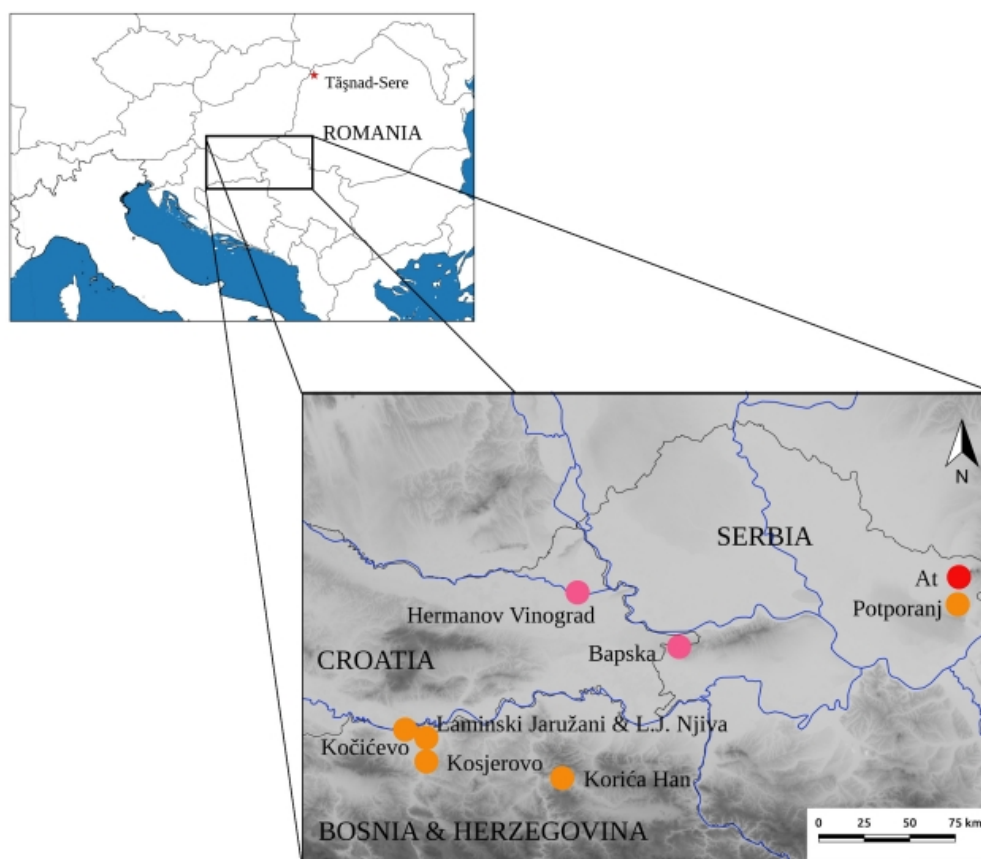 Tăşnad-Sere
ROMANIA
N
SERBIA
At
Potporanj
Hermanov Vinograd
Bapska
CROATIA
Laminski Jaružani & L.J. Njiva
Kočićevo
Kosjerovo
Korića Han
BOSNIA & HERZEGOVINA
0 25 50 75 km